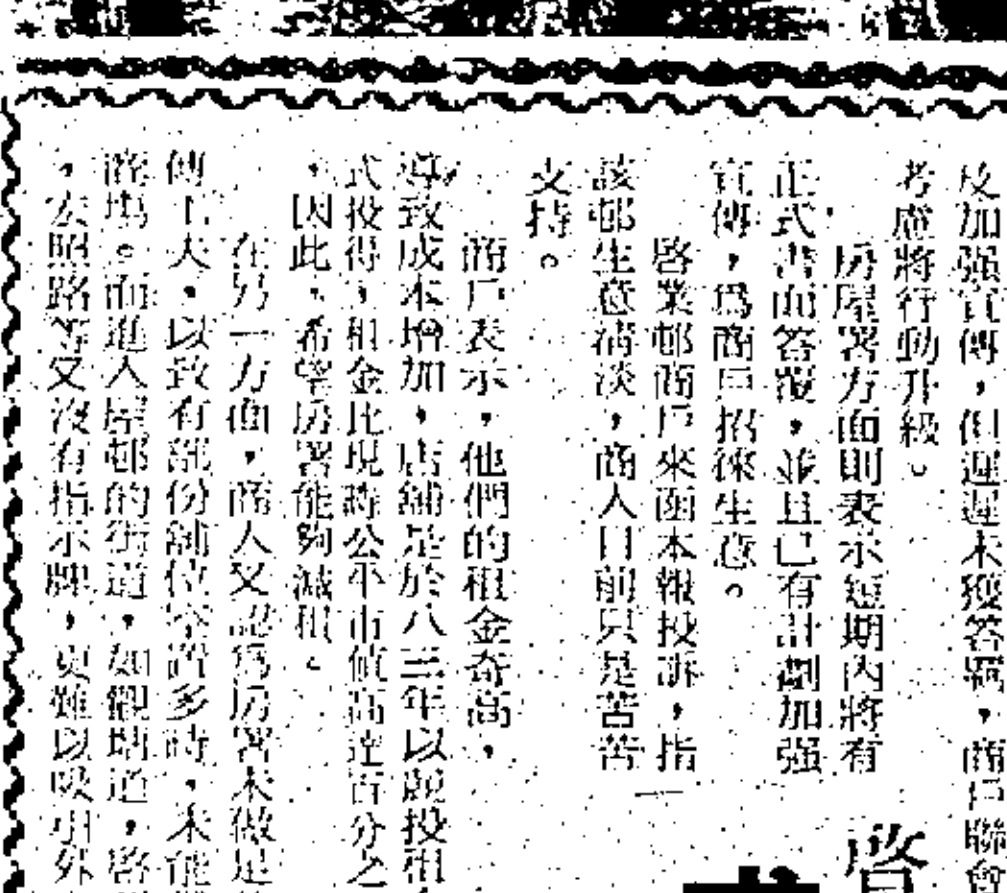 及加强宣傳，但遲遲未獲答覆，商戶聯會
考慮將行動升級。
房屋署方面則表示短期內將有
正式書面答覆，並且已有計劃加强
宣傳，爲商戶招徠生意。
啓業邨商戶來函本報投訴，指
該邨生意淸淡，商人目前只是苦苦
支持。
商戶表示，他們的租金奇高，
導致成本增加，店舖是於八三年以競投租
式投得，租金比現時公平市值高達百分之
，因此，希望房署能夠減租。
在另一方面，商人又認爲房署未做足
傳工夫，以致有部份舖位空置多時，未能
商塲。而進入屋邨的街道，如觀塘道，啓
，宏照路等又沒有指示牌，更難以吸引外
啓